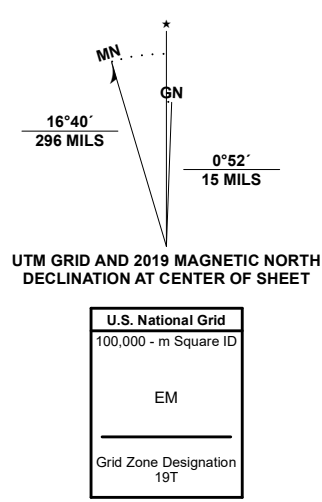 ★
MN
GN
16°40´
296 MILS
0°52´
15 MILS
UTM GRID AND 2019 MAGNETIC NORTH
DECLINATION AT CENTER OF SHEET
U.S. National Grid
100,000 - m Square ID
EM
Grid Zone Designation
19T